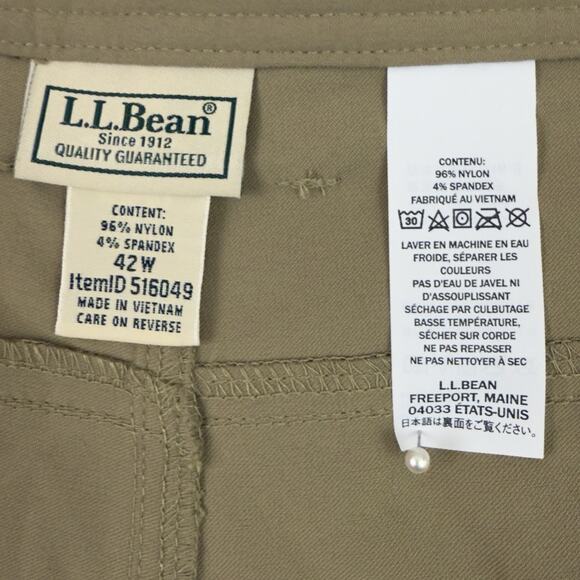 L.L.Bean®
Since 1912
QUALITY GUARANTEED
CONTENT:
96% NYLON
4% SPANDEX
42 W
ItemID 516049
MADE IN VIETNAM
CARE ON REVERSE
CONTENU:
96% NYLON
4% SPANDEX
FABRIQUÉ AU VIETNAM
30
LAVER EN MACHINE EN EAU
FROIDE, SÉPARER LES
COULEURS
PAS D'EAU DE JAVEL NI
D'ASSOUPLISSANT
SÉCHAGE PAR CULBUTAGE
BASSE TEMPÉRATURE,
SÉCHER SUR CORDE
NE PAS REPASSER
NE PAS NETTOYER À SEC
L.L.BEAN
FREEPORT, MAINE
04033 ÉTATS-UNIS
日本語は裏面をご覧ください。